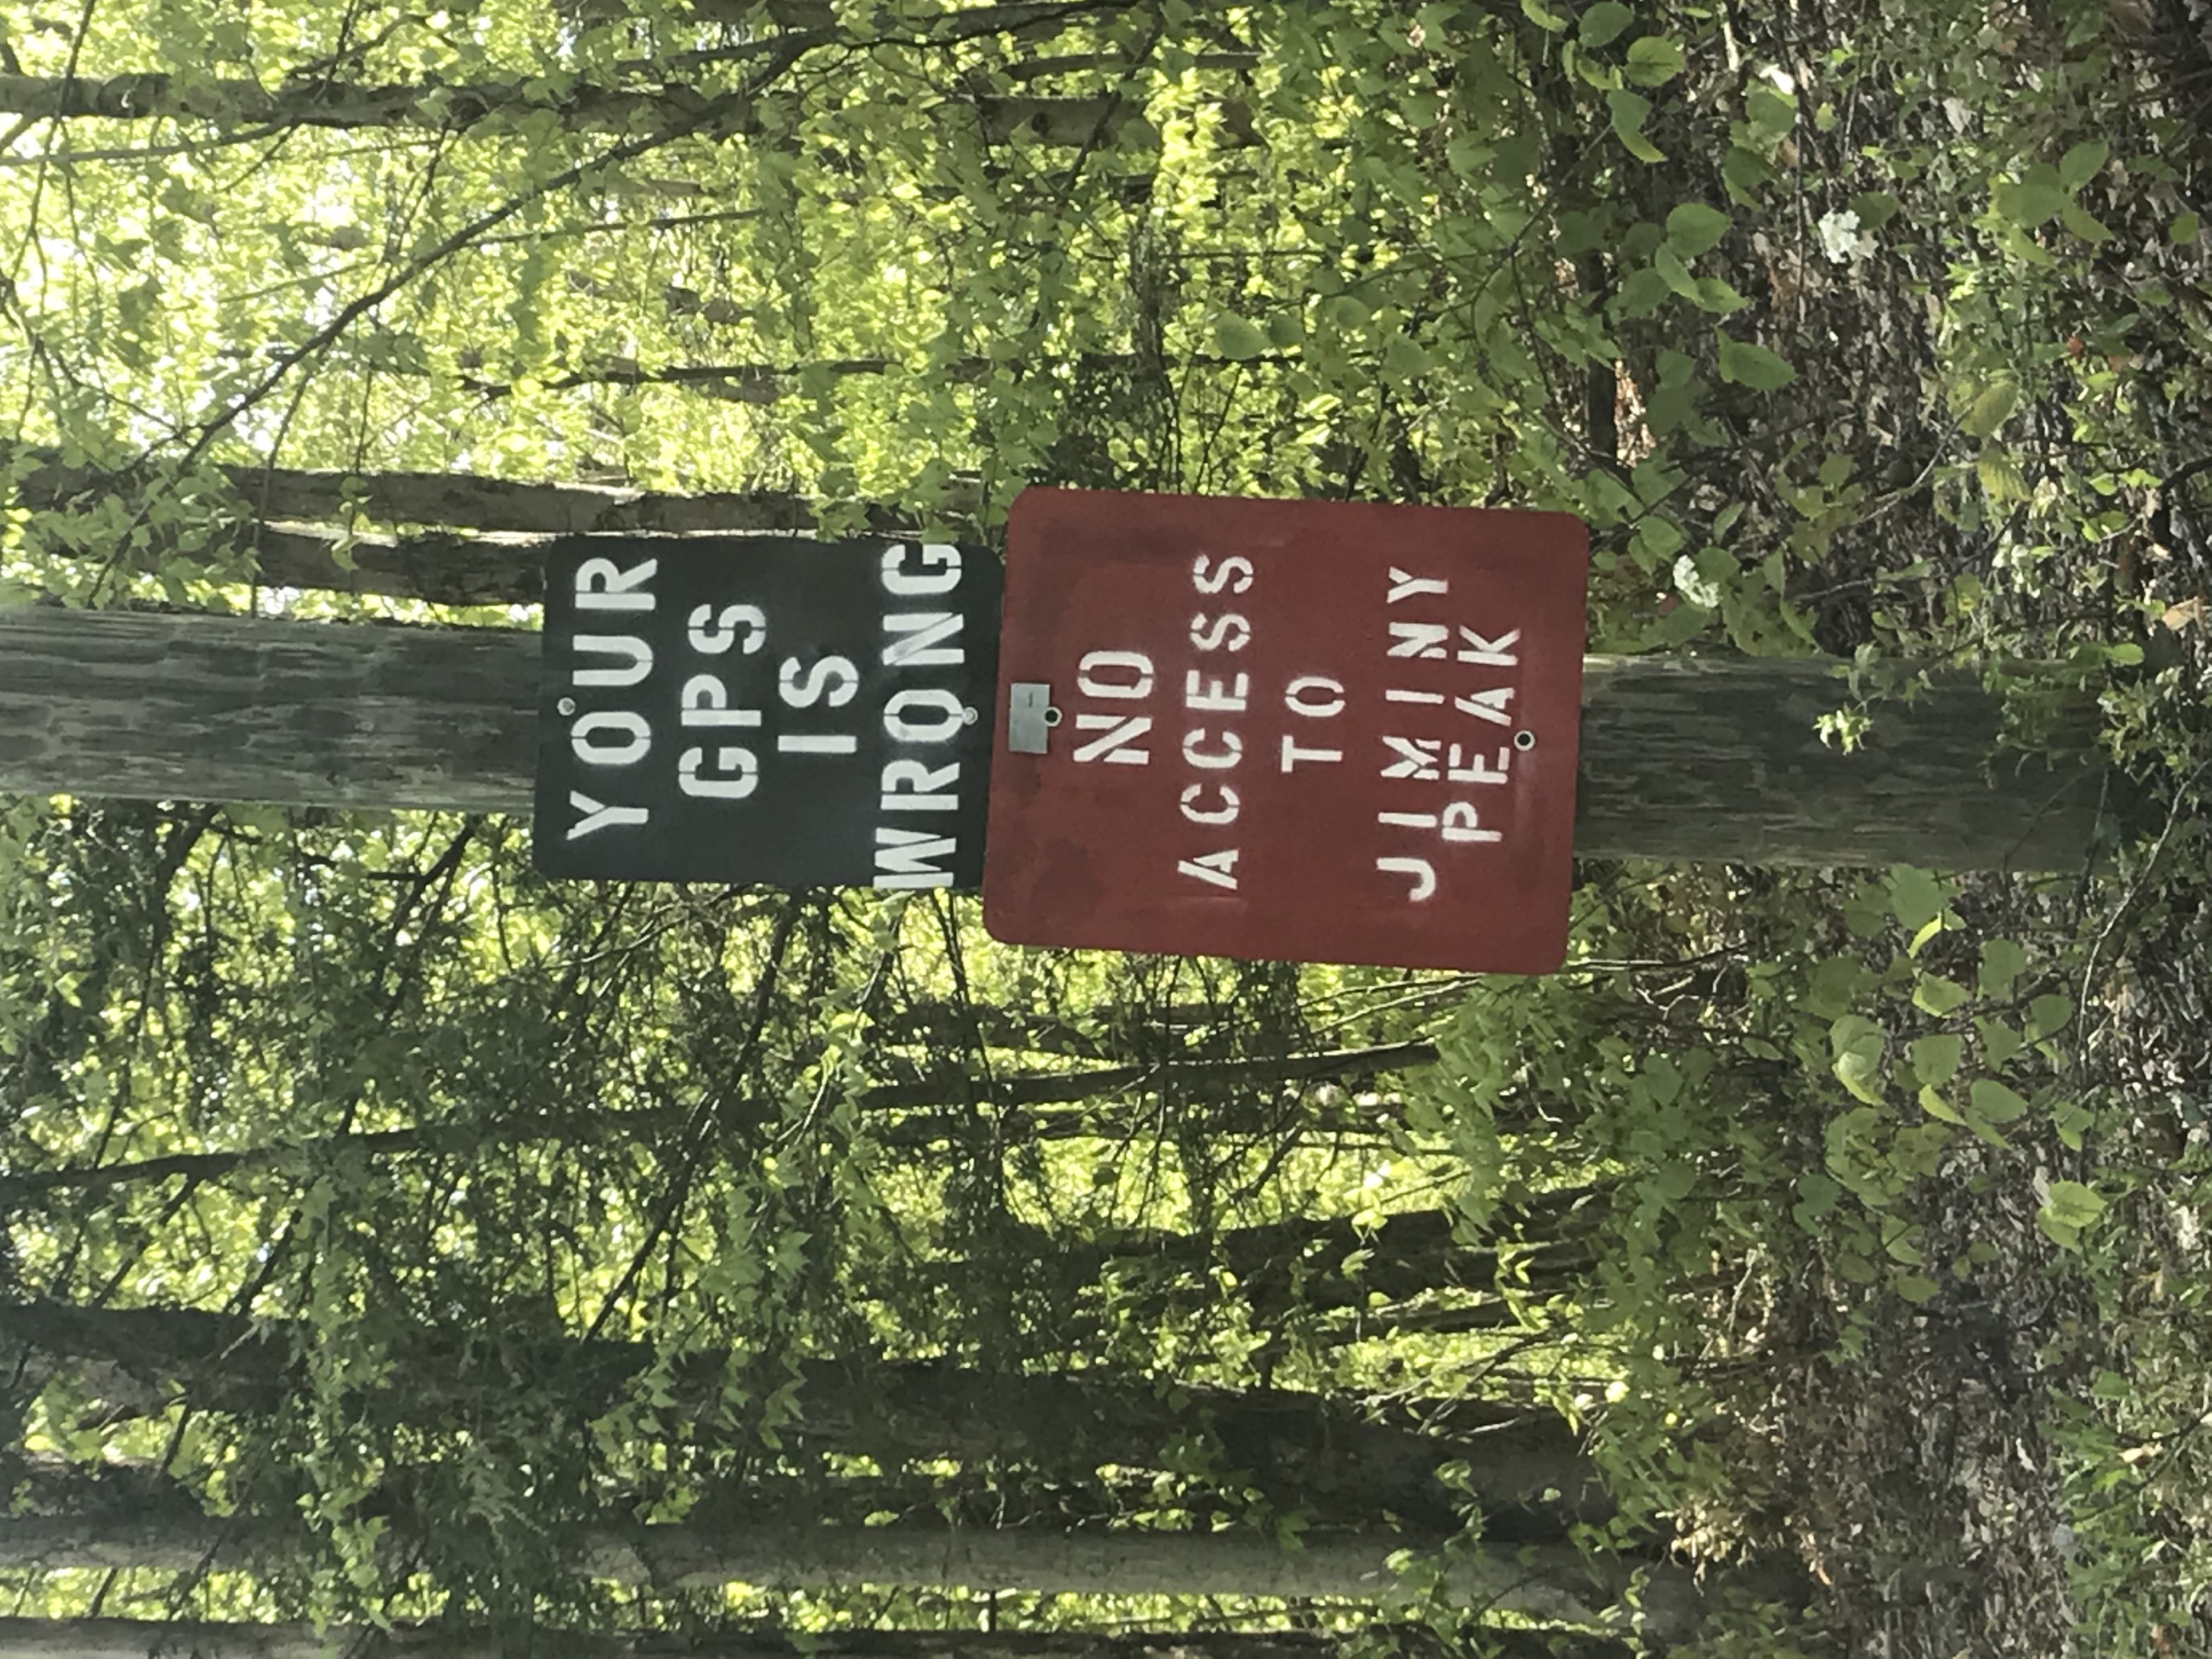 YOUR
GPS
IS
WRONG
NO
ACCESS
TO
JIMINY
PEAK